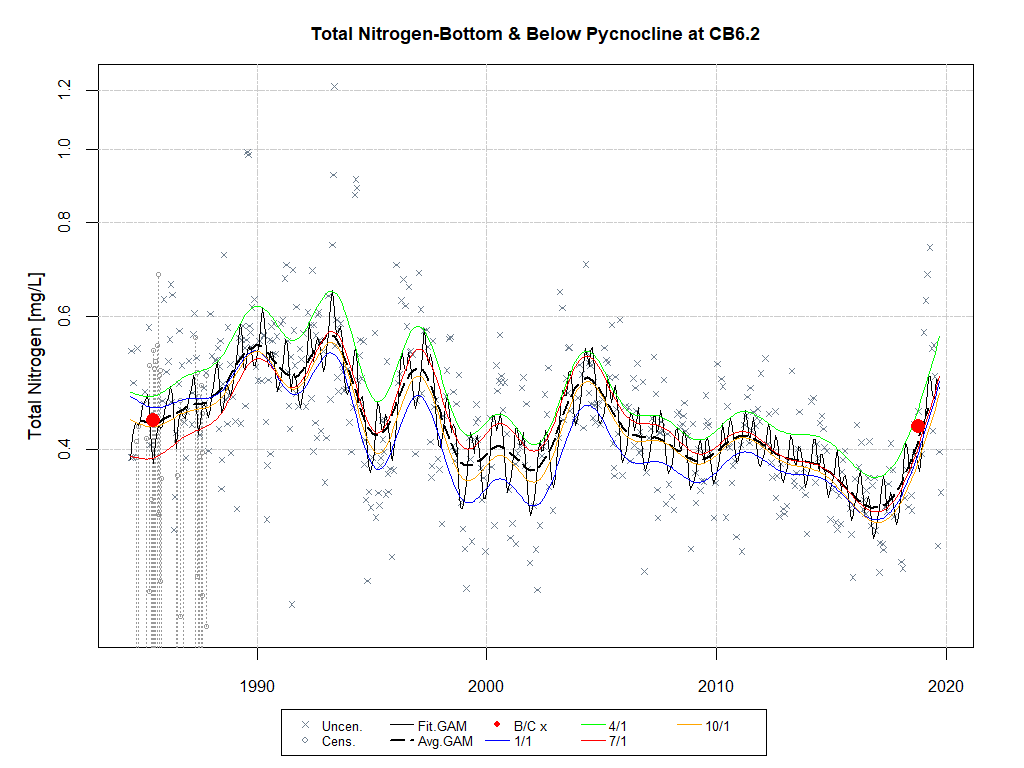 Total Nitrogen-Bottom & Below Pycnocline at CB6.2
Total Nitrogen [mg/L]
1.2
1.0
0.8
0.6
0.4
1990 2000 2010 2020
Uncen. Fit.GAM B/C x 4/1 10/1
Cens. Avg.GAM 1/1 7/1